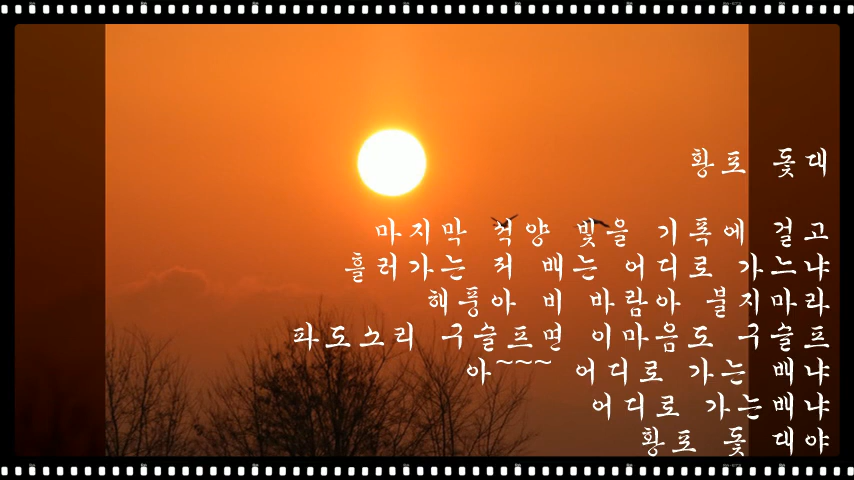 황포 돛대
마지막 석양 빛을 기폭에 걸고
흘러가는 저 배는 어디로 가느냐
해풍아 비 바람아 불지마라
파도소리 구슬프면 이마음도 구슬프
아~~~ 어디로 가는 배냐
어디로 가는배냐
황포 돛 대야